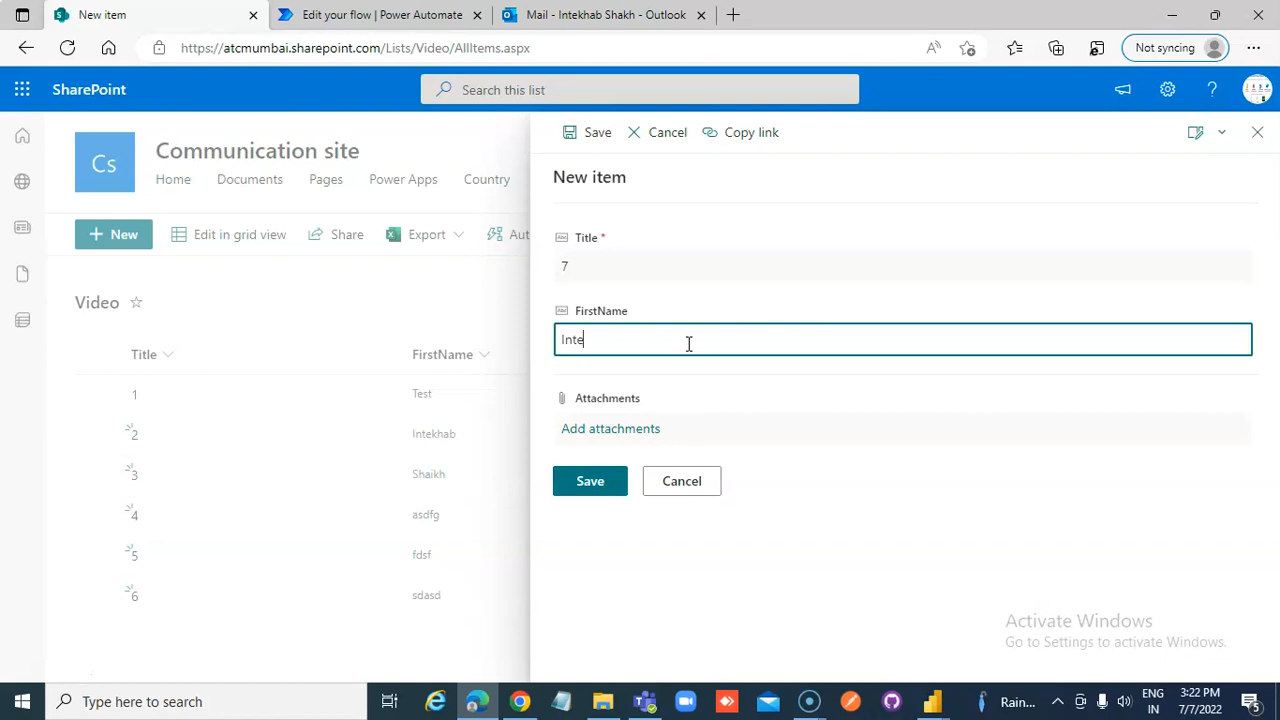 New item
Edit your flow | Power Automate
Mail - Intekhab Shakh - Outlook
https://atcmumbai.sharepoint.com/Lists/Video/AllItems.aspx
Not syncing
SharePoint
Search this list
Cs
Communication site
Home Documents Pages Power Apps Country
New Edit in grid view Share Export Aut
Video
Title FirstName
1 Test
2 Intekhab
3 Shaikh
4 asdfg
5 fdsf
6 sdasd
Save Cancel Copy link
New item
Title *
7
FirstName
Inte
Attachments
Add attachments
Save Cancel
Activate Windows
Go to Settings to activate Windows.
Type here to search
Rain...
ENG
IN
3:22 PM
7/7/2022
5